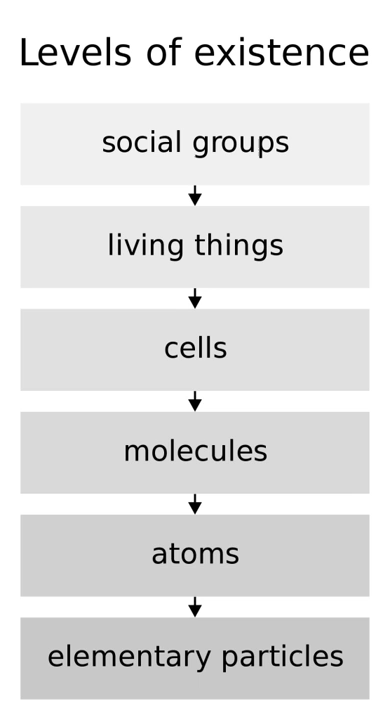 Levels of existence
social groups
living things
cells
molecules
atoms
elementary particles